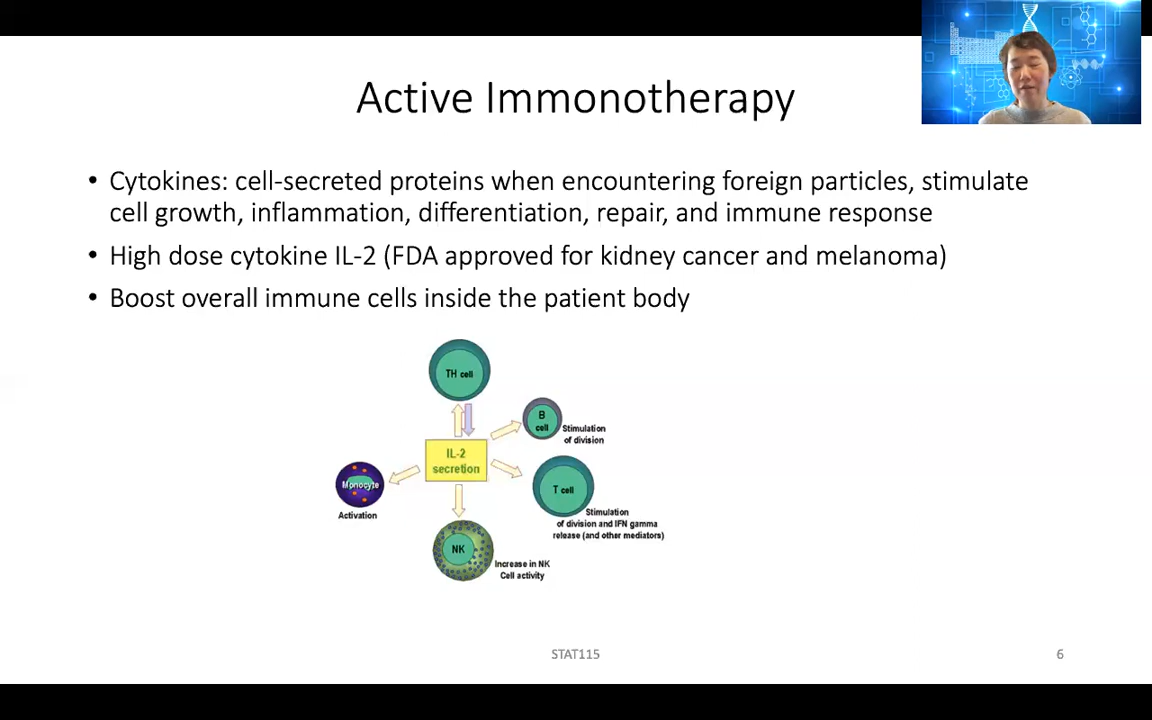 Active Immonotherapy
• Cytokines: cell-secreted proteins when encountering foreign particles, stimulate
cell growth, inflammation, differentiation, repair, and immune response
• High dose cytokine IL-2 (FDA approved for kidney cancer and melanoma)
• Boost overall immune cells inside the patient body
TH cell
B
cell
Stimulation
of division
IL-2
secretion
Monocyte
Activation
T cell
Stimulation
of division and IFN gamma
release (and other mediators)
NK
Increase in NK
Cell activity
STAT115
6